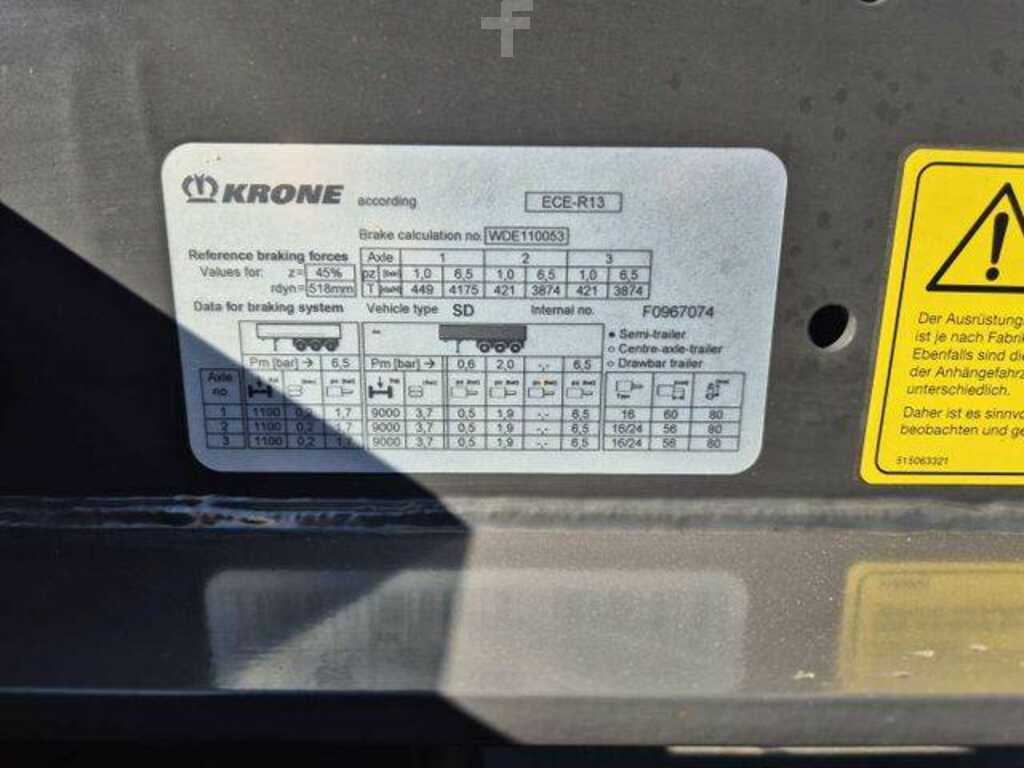 f
KRONE according ECE-R13
Brake calculation no. WDE110053
Reference braking forces Axle 1 2 3
Values for: z= 45% pz 1,0 6,5 1,0 6,5 1,0 6,5
rdyn= 518mm T 449 4175 421 3874 421 3874
Data for braking system Vehicle type SD Internal no. F0967074
Semi-trailer
Centre-axle-trailer
Drawbar trailer
Pm [bar] → 6,5 Pm [bar] → 0,6 2,0 -,- 6,5
Axle
no
1 1100 0,2 1,7 9000 3,7 0,5 1,9 -,- 6,5 16 60 80
2 1100 0,2 1,7 9000 3,7 0,5 1,9 -,- 6,5 16/24 56 80
3 1100 0,2 1,7 9000 3,7 0,5 1,9 -,- 6,5 16/24 56 80
Der Ausrüstung
ist je nach Fabrik
Ebenfalls sind die
der Anhängefahrz
unterschiedlich.
Daher ist es sinnvo
beobachten und ge
515063321